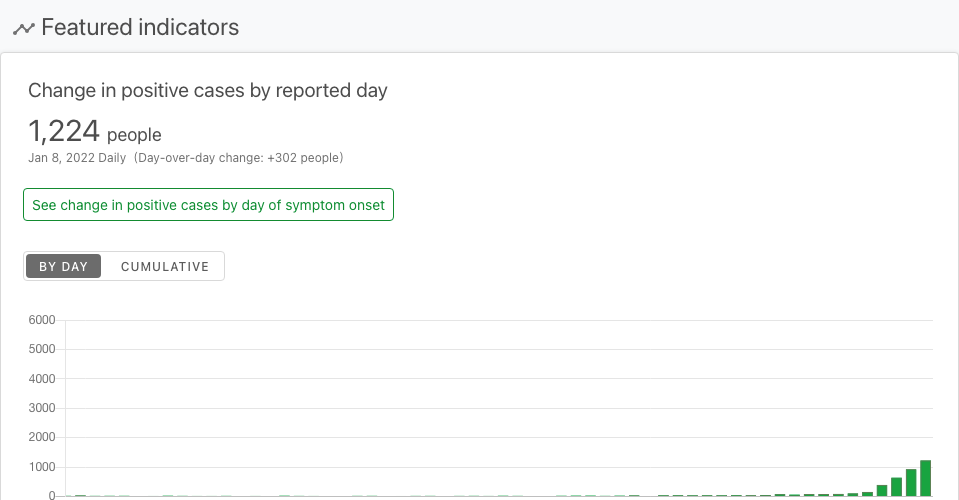 Featured indicators
Change in positive cases by reported day
1,224 people
Jan 8, 2022 Daily (Day-over-day change: +302 people)
See change in positive cases by day of symptom onset
BY DAY CUMULATIVE
6000
5000
4000
3000
2000
1000
0